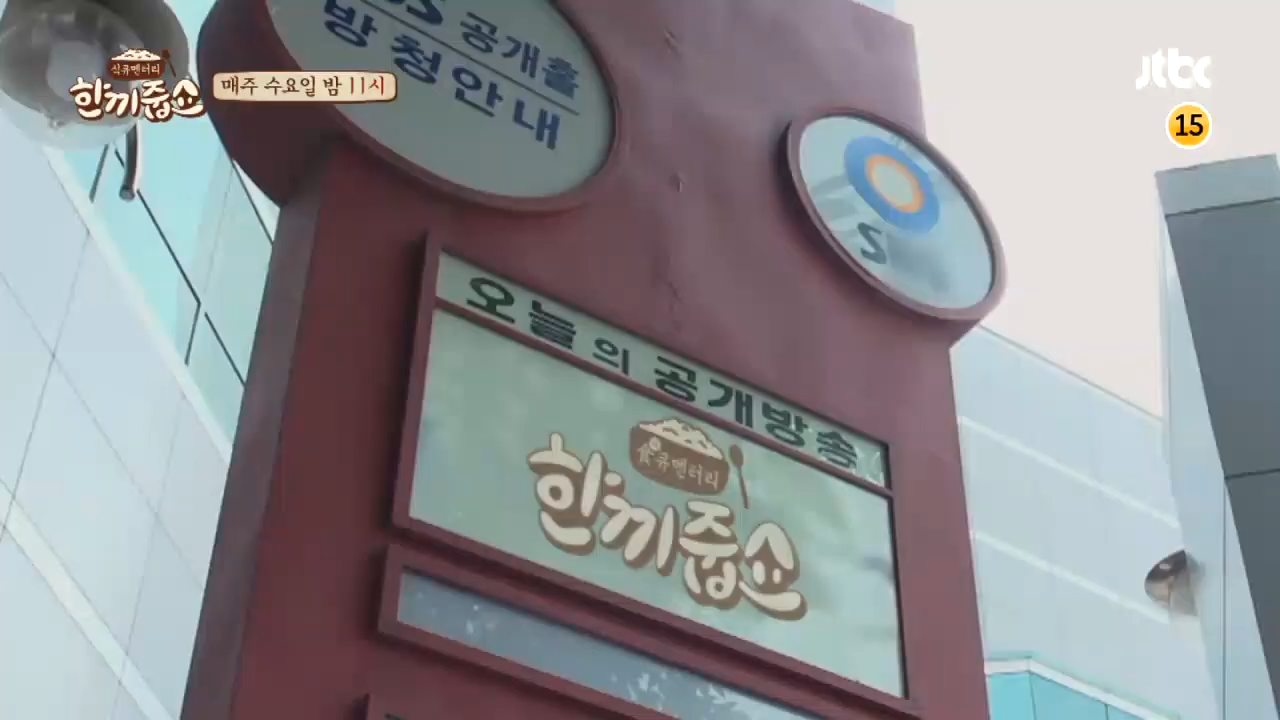 식큐멘터리
한끼줍쇼
매주 수요일 밤 11시
jtbc
15
S 공개홀
방청안내
S
오늘의 공개방송
食큐멘터리
한끼줍쇼